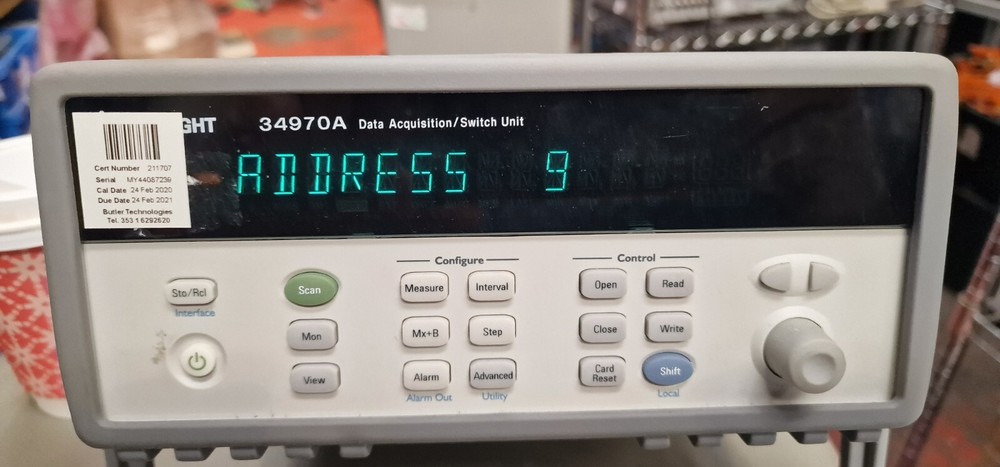 GHT 34970A Data Acquisition/Switch Unit
ADDRESS 9
Cert Number 211707
Serial MY44087239
Cal Date 24 Feb 2020
Due Date 24 Feb 2021
Butler Technologies
Tel. 353 1 6292620
Configure
Control
Sto/Rcl
Interface
Scan
Measure
Interval
Open
Read
Mon
Mx+B
Step
Close
Write
View
Alarm
Advanced
Card
Reset
Shift
Alarm Out
Utility
Local